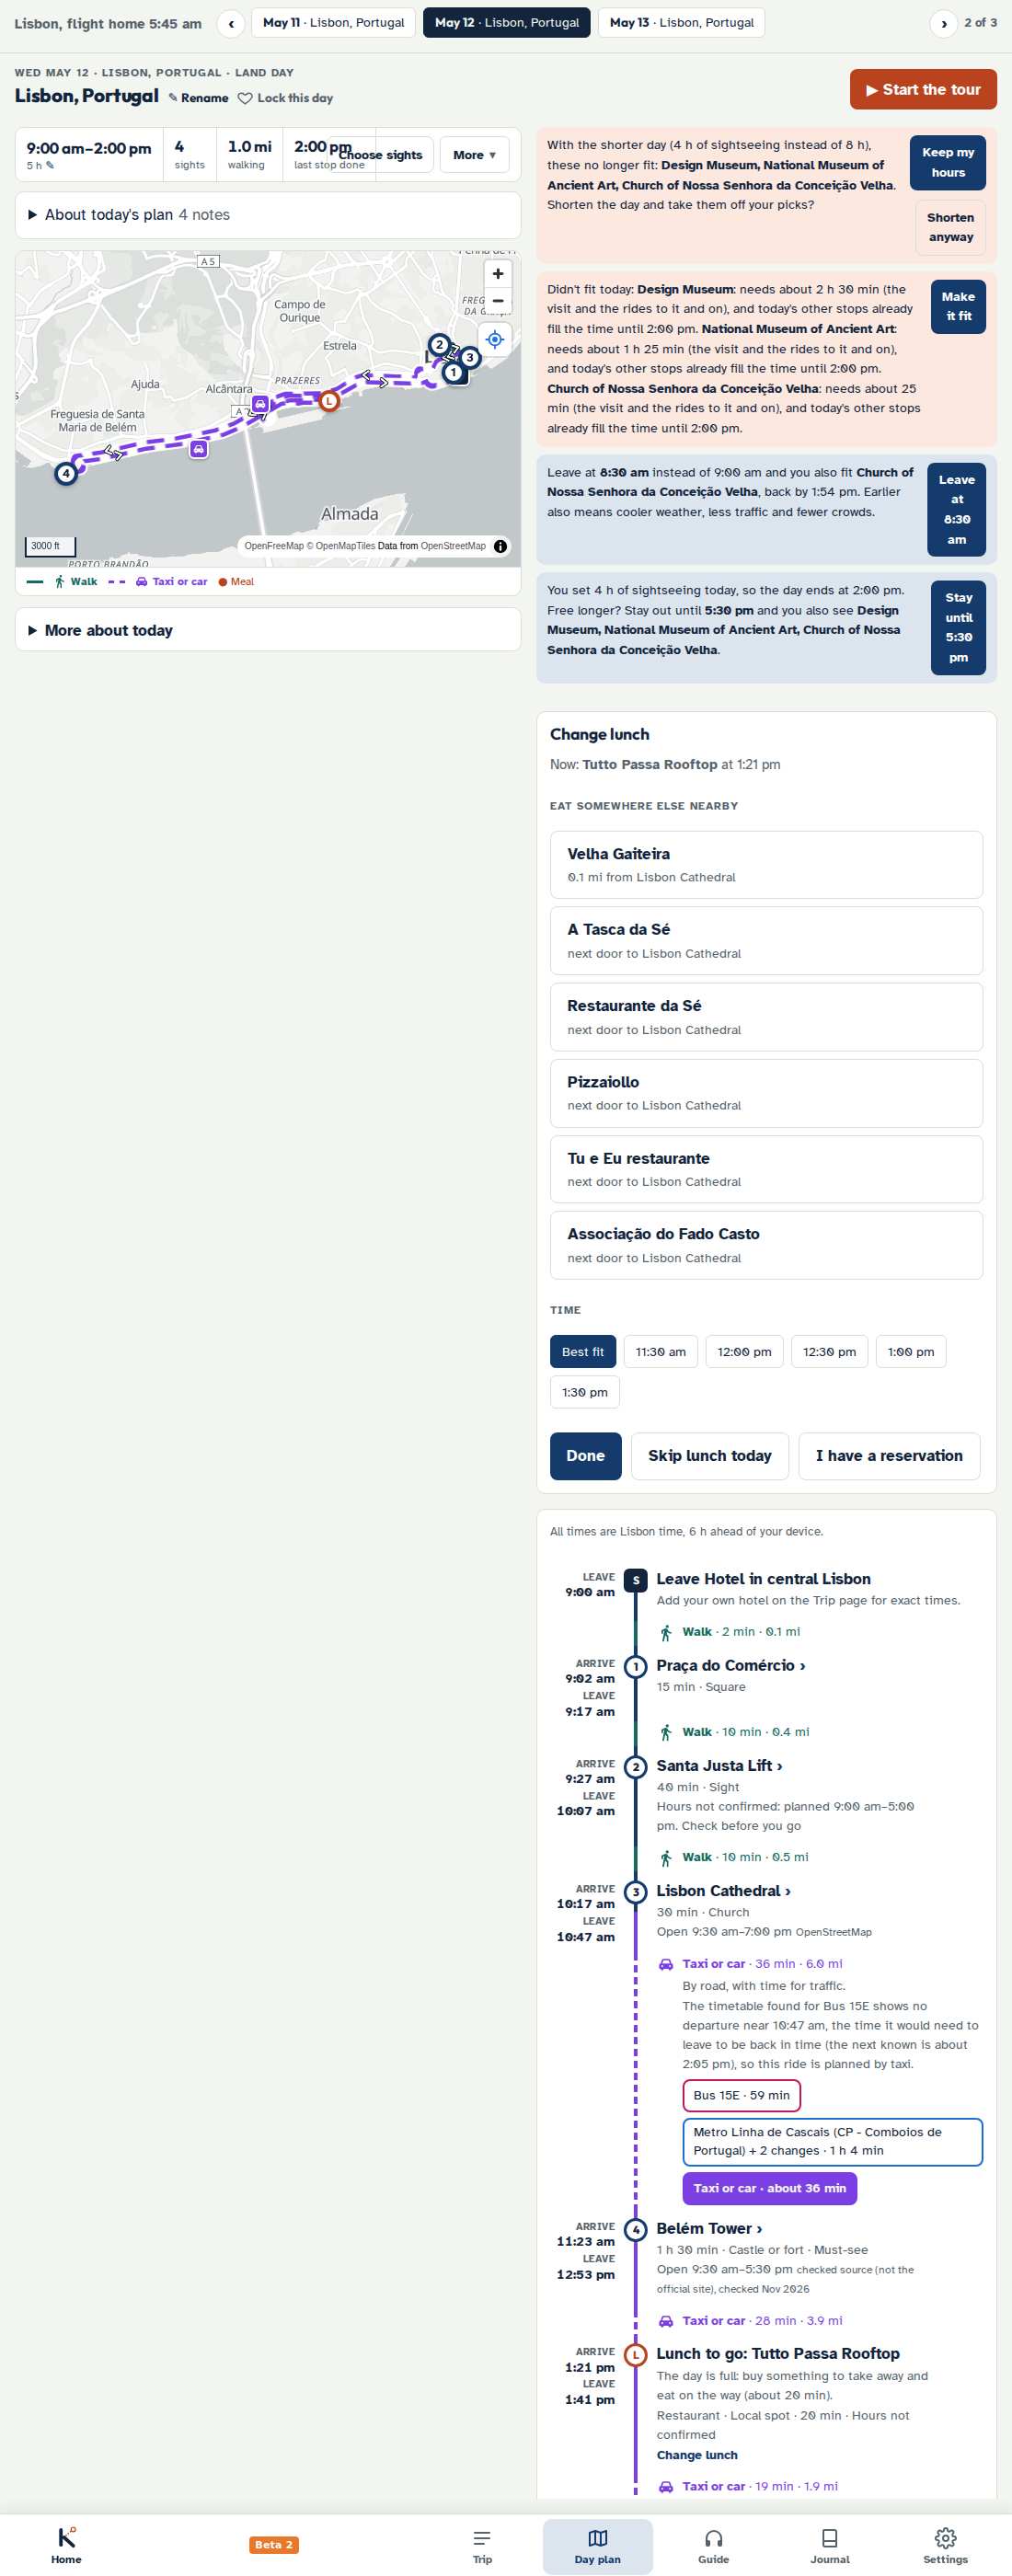 Lisbon, flight home 5:45 am
‹
May 11 · Lisbon, Portugal
May 12 · Lisbon, Portugal
May 13 · Lisbon, Portugal
›
2 of 3
WED MAY 12 · LISBON, PORTUGAL · LAND DAY
Lisbon, Portugal
✎ Rename
Lock this day
▶ Start the tour
9:00 am–2:00 pm
5 h ✎
4
sights
1.0 mi
walking
2:00 pm
last stop done
Choose sights
More ▾
▶ About today's plan 4 notes
A 5
Campo de
Ourique
Estrela
PRAZERES
Ajuda
Alcântara
Freguesia de Santa
Maria de Belém
Almada
PORTO BRANDÃO
+
−
1
2
3
4
L
3000 ft
OpenFreeMap © OpenMapTiles Data from OpenStreetMap
Walk
Taxi or car
Meal
▶ More about today
With the shorter day (4 h of sightseeing instead of 8 h),
these no longer fit: Design Museum, National Museum of
Ancient Art, Church of Nossa Senhora da Conceição Velha.
Shorten the day and take them off your picks?
Keep my
hours
Shorten
anyway
Didn't fit today: Design Museum: needs about 2 h 30 min (the
visit and the rides to it and on), and today's other stops already
fill the time until 2:00 pm. National Museum of Ancient Art:
needs about 1 h 25 min (the visit and the rides to it and on),
and today's other stops already fill the time until 2:00 pm.
Church of Nossa Senhora da Conceição Velha: needs about 25
min (the visit and the rides to it and on), and today's other stops
already fill the time until 2:00 pm.
Make
it fit
Leave at 8:30 am instead of 9:00 am and you also fit Church of
Nossa Senhora da Conceição Velha, back by 1:54 pm. Earlier
also means cooler weather, less traffic and fewer crowds.
Leave
at
8:30
am
You set 4 h of sightseeing today, so the day ends at 2:00 pm.
Free longer? Stay out until 5:30 pm and you also see Design
Museum, National Museum of Ancient Art, Church of Nossa
Senhora da Conceição Velha.
Stay
until
5:30
pm
Change lunch
Now: Tutto Passa Rooftop at 1:21 pm
EAT SOMEWHERE ELSE NEARBY
Velha Gaiteira
0.1 mi from Lisbon Cathedral
A Tasca da Sé
next door to Lisbon Cathedral
Restaurante da Sé
next door to Lisbon Cathedral
Pizzaiollo
next door to Lisbon Cathedral
Tu e Eu restaurante
next door to Lisbon Cathedral
Associação do Fado Casto
next door to Lisbon Cathedral
TIME
Best fit
11:30 am
12:00 pm
12:30 pm
1:00 pm
1:30 pm
Done
Skip lunch today
I have a reservation
All times are Lisbon time, 6 h ahead of your device.
LEAVE
9:00 am
S
Leave Hotel in central Lisbon
Add your own hotel on the Trip page for exact times.
Walk · 2 min · 0.1 mi
ARRIVE
9:02 am
LEAVE
9:17 am
1
Praça do Comércio ›
15 min · Square
Walk · 10 min · 0.4 mi
ARRIVE
9:27 am
LEAVE
10:07 am
2
Santa Justa Lift ›
40 min · Sight
Hours not confirmed: planned 9:00 am–5:00
pm. Check before you go
Walk · 10 min · 0.5 mi
ARRIVE
10:17 am
LEAVE
10:47 am
3
Lisbon Cathedral ›
30 min · Church
Open 9:30 am–7:00 pm OpenStreetMap
Taxi or car · 36 min · 6.0 mi
By road, with time for traffic.
The timetable found for Bus 15E shows no
departure near 10:47 am, the time it would need to
leave to be back in time (the next known is about
2:05 pm), so this ride is planned by taxi.
Bus 15E · 59 min
Metro Linha de Cascais (CP - Comboios de
Portugal) + 2 changes · 1 h 4 min
Taxi or car · about 36 min
ARRIVE
11:23 am
LEAVE
12:53 pm
4
Belém Tower ›
1 h 30 min · Castle or fort · Must-see
Open 9:30 am–5:30 pm checked source (not the
official site), checked Nov 2026
Taxi or car · 28 min · 3.9 mi
ARRIVE
1:21 pm
LEAVE
1:41 pm
L
Lunch to go: Tutto Passa Rooftop
The day is full: buy something to take away and
eat on the way (about 20 min).
Restaurant · Local spot · 20 min · Hours not
confirmed
Change lunch
Taxi or car · 19 min · 1.9 mi
Home
Beta 2
Trip
Day plan
Guide
Journal
Settings